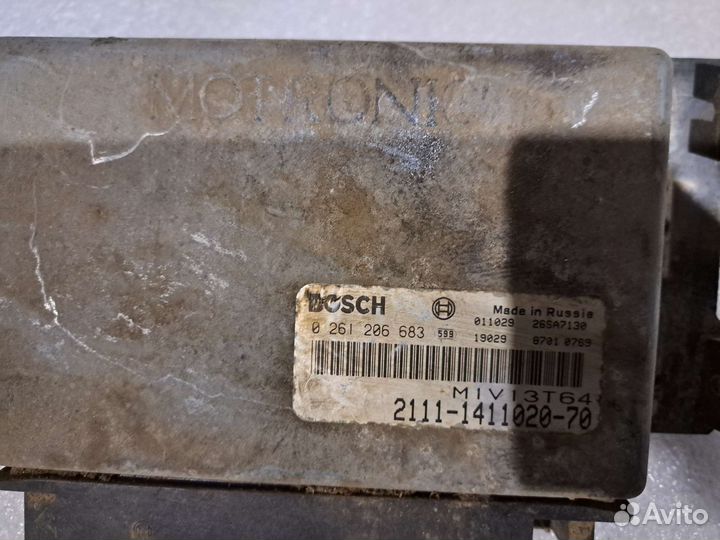 MOTRONIC
BOSCH
Made in Russia
0 261 206 683 599
011029 26SA7130
19029 8701 0769
M1V13T64
2111-1411020-70
Avito